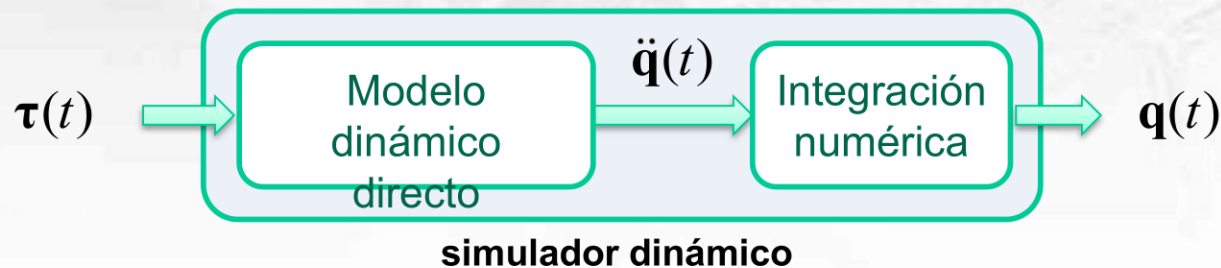 τ(t)
Modelo
dinámico
directo
q̈(t)
Integración
numérica
q(t)
simulador dinámico